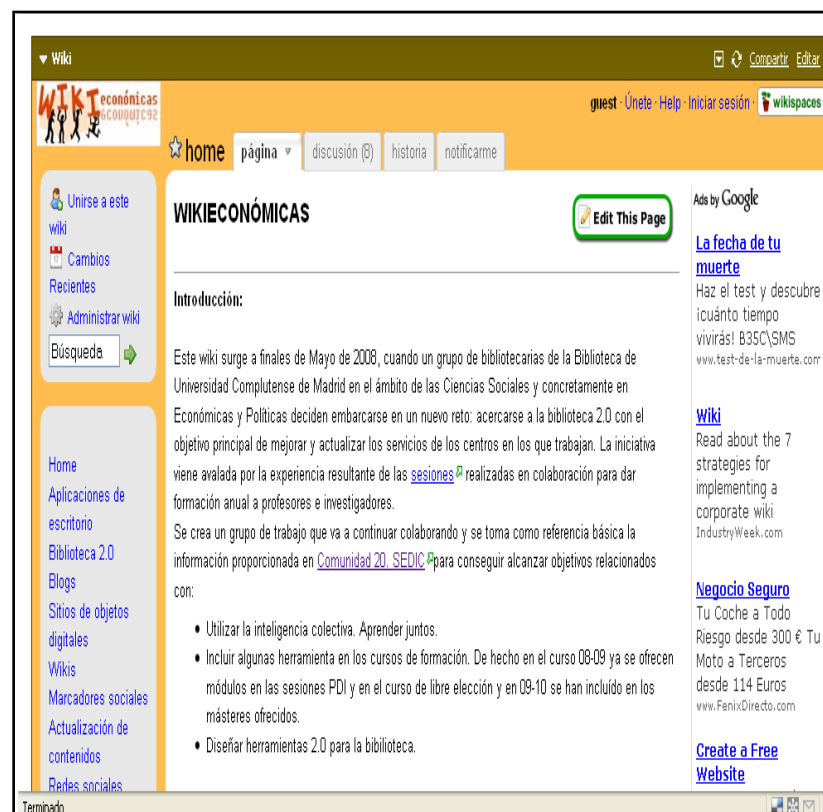 Wiki
Compartir Editar
WIKI económicas
guest · Únete · Help · Iniciar sesión · wikispaces
home página discusión (8) historia notificarme
Unirse a este
wiki
Cambios
Recientes
Administrar wiki
Búsqueda
Home
Aplicaciones de
escritorio
Biblioteca 2.0
Blogs
Sitios de objetos
digitales
Wikis
Marcadores sociales
Actualización de
contenidos
Redes sociales
WIKIECONÓMICAS
Edit This Page
Introducción:
Este wiki surge a finales de Mayo de 2008, cuando un grupo de bibliotecarias de la Biblioteca de
Universidad Complutense de Madrid en el ámbito de las Ciencias Sociales y concretamente en
Económicas y Políticas deciden embarcarse en un nuevo reto: acercarse a la biblioteca 2.0 con el
objetivo principal de mejorar y actualizar los servicios de los centros en los que trabajan. La iniciativa
viene avalada por la experiencia resultante de las sesiones realizadas en colaboración para dar
formación anual a profesores e investigadores.
Se crea un grupo de trabajo que va a continuar colaborando y se toma como referencia básica la
información proporcionada en Comunidad 20. SEDIC para conseguir alcanzar objetivos relacionados
con:
• Utilizar la inteligencia colectiva. Aprender juntos.
• Incluir algunas herramienta en los cursos de formación. De hecho en el curso 08-09 ya se ofrecen
módulos en las sesiones PDI y en el curso de libre elección y en 09-10 se han incluído en los
másteres ofrecidos.
• Diseñar herramientas 2.0 para la bibilioteca.
Ads by Google
La fecha de tu
muerte
Haz el test y descubre
¡cuánto tiempo
vivirás! B35C\SMS
www.test-de-la-muerte.com
Wiki
Read about the 7
strategies for
implementing a
corporate wiki
IndustryWeek.com
Negocio Seguro
Tu Coche a Todo
Riesgo desde 300 € Tu
Moto a Terceros
desde 114 Euros
www.FenixDirecto.com
Create a Free
Website
Terminado